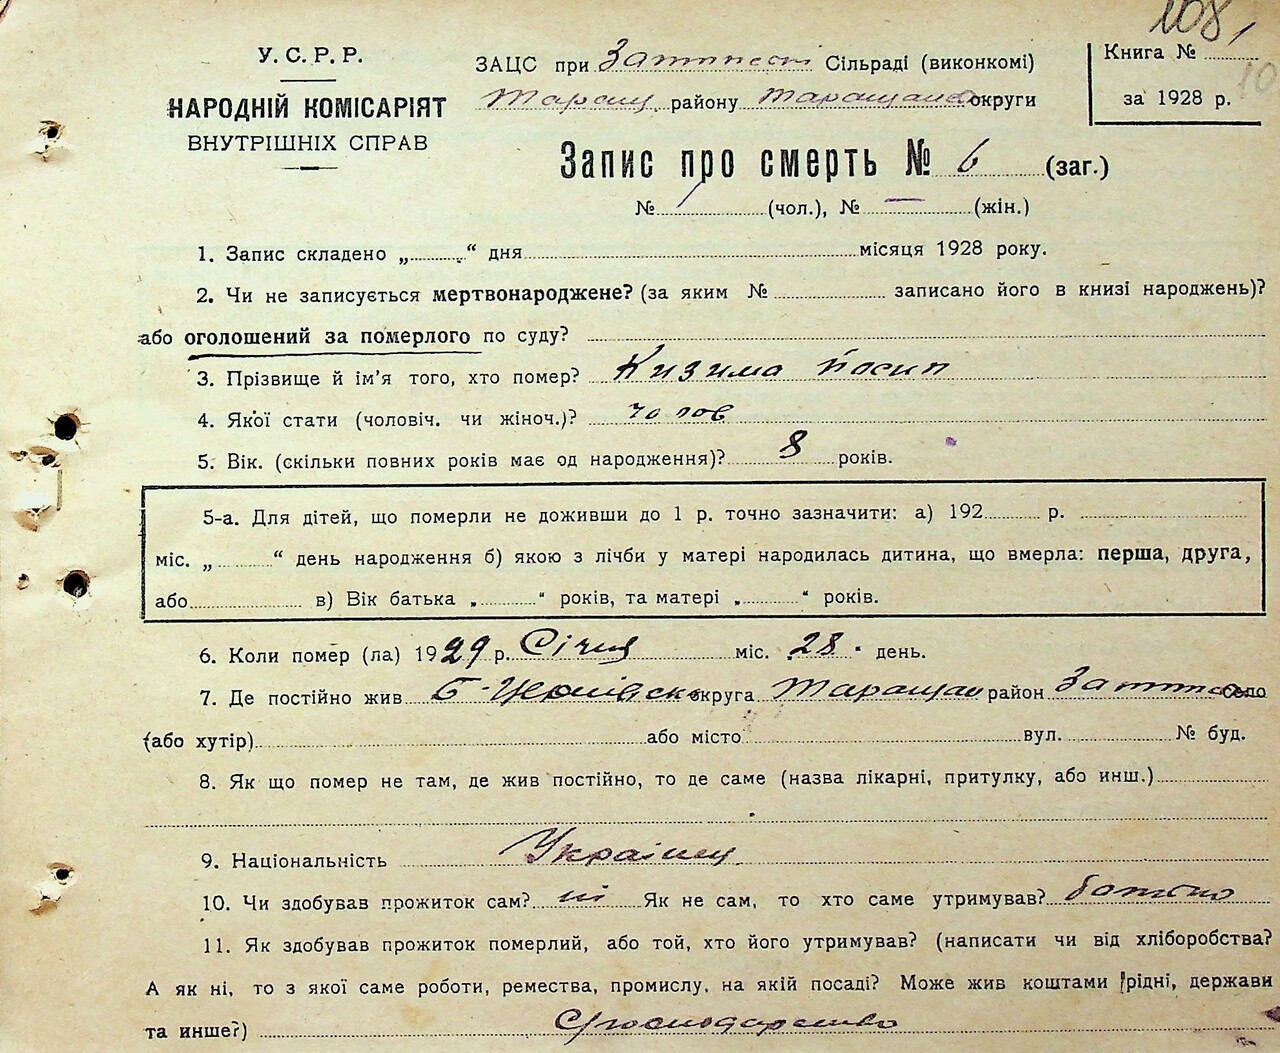 108
У.С.Р.Р.
НАРОДНІЙ КОМІСАРІЯТ
ВНУТРІШНІХ СПРАВ
ЗАЦС при Сільраді (виконкомі)
Таращ. району округи
Книга № 10
за 1928 р.
Запис про смерть № 6 (заг.)
№ 1 (чол.), № — (жін.)
1. Запис складено „ “ дня місяця 1928 року.
2. Чи не записується мертвонароджене? (за яким № записано його в книзі народжень)?
або оголошений за померлого по суду?
3. Прізвище й ім'я того, хто помер? Кизима Йосип
4. Якої стати (чоловіч. чи жіноч.)? чолов
5. Вік. (скільки повних років має од народження)? 8 років.
5-а. Для дітей, що померли не доживши до 1 р. точно зазначити: а) 192 р.
міс. „ “ день народження б) якою з лічби у матері народилась дитина, що вмерла: перша, друга,
або в) Вік батька „ “ років, та матері „ “ років.
6. Коли помер (ла) 1929 р. Січня міс. 28 день.
7. Де постійно жив Б-Церківська округа Таращан район село
(або хутір) або місто вул. № буд.
8. Як що помер не там, де жив постійно, то де саме (назва лікарні, притулку, або инш.)
9. Національність Українец
10. Чи здобував прожиток сам? ні Як не сам, то хто саме утримував? батько
11. Як здобував прожиток померлий, або той, хто його утримував? (написати чи від хліборобства?
А як ні, то з якої саме роботи, ремества, промислу, на якій посаді? Може жив коштами рідні, держави
та инше?)